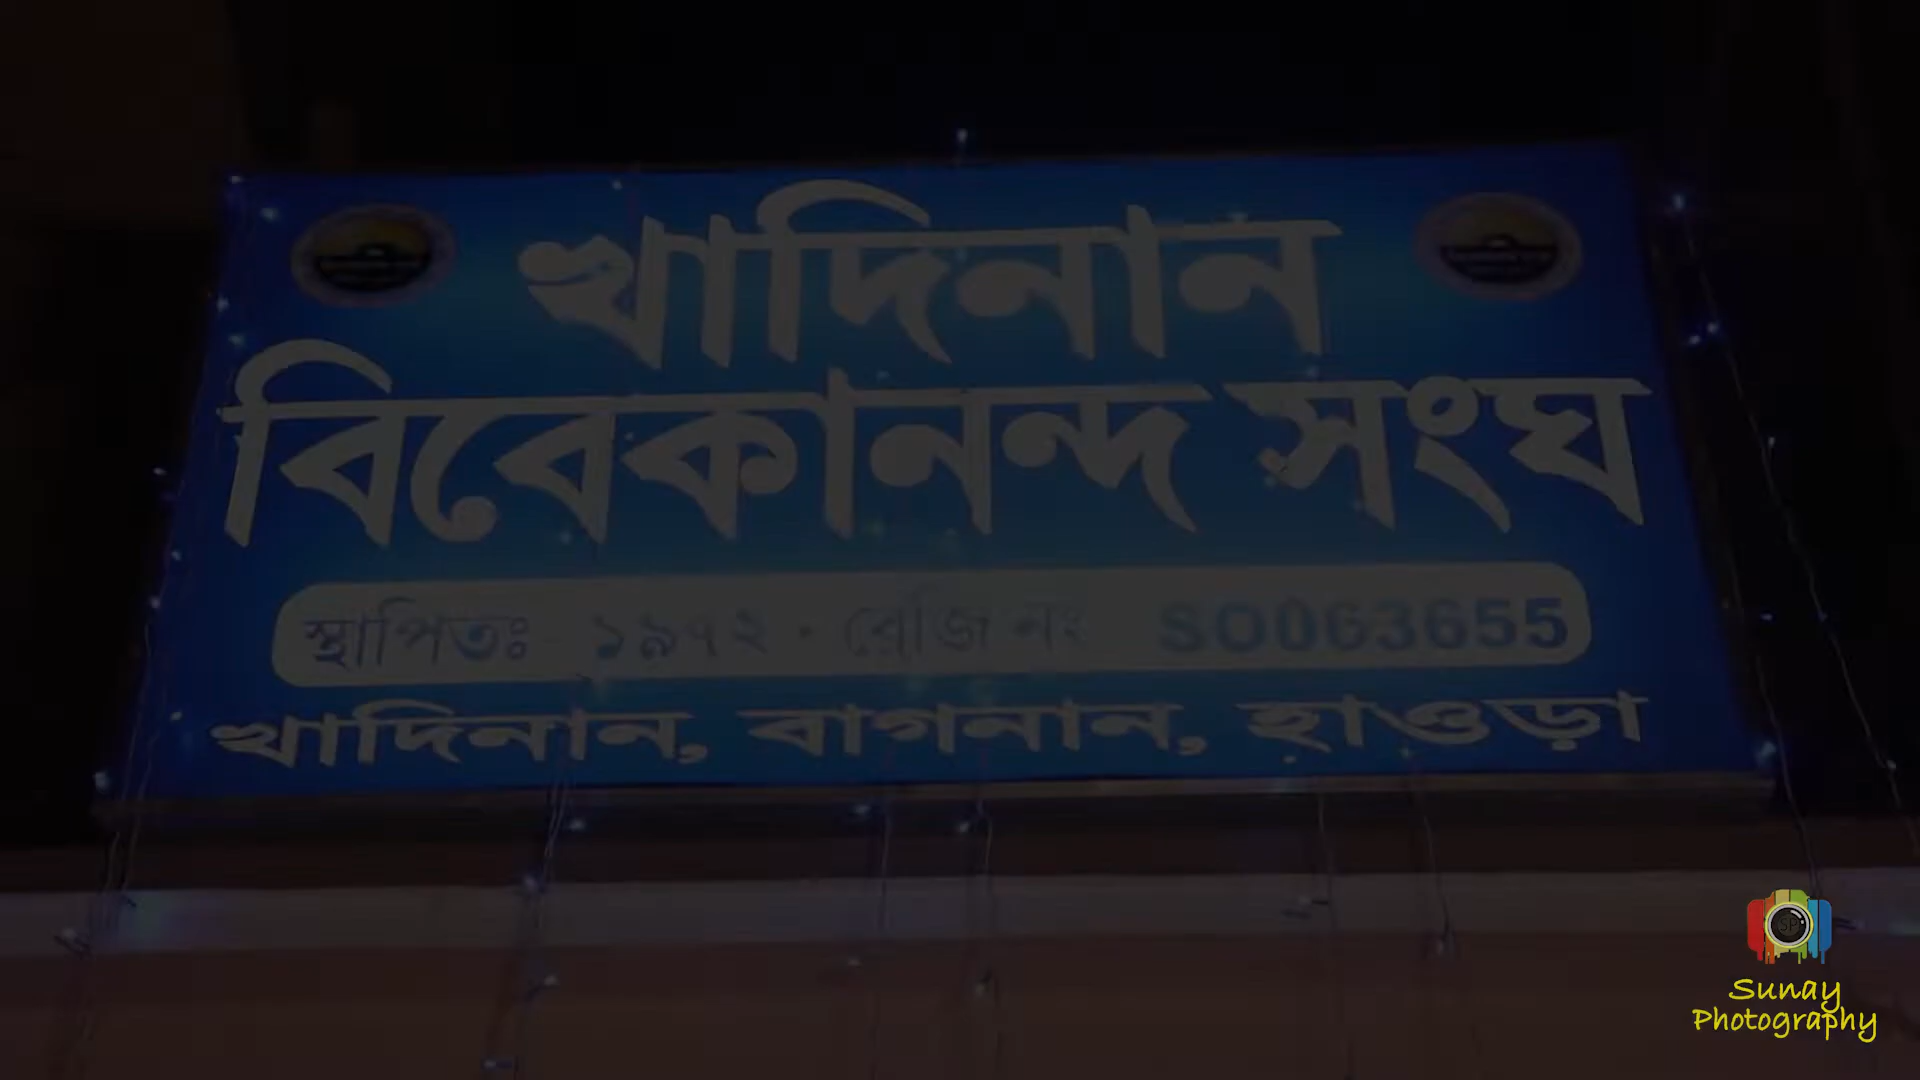 খাদিনান
বিবেকানন্দ সংঘ
স্থাপিতঃ ১৯৭২ • রেজি নং SO063655
খাদিনান, বাগনান, হাওড়া
Sunay
Photography